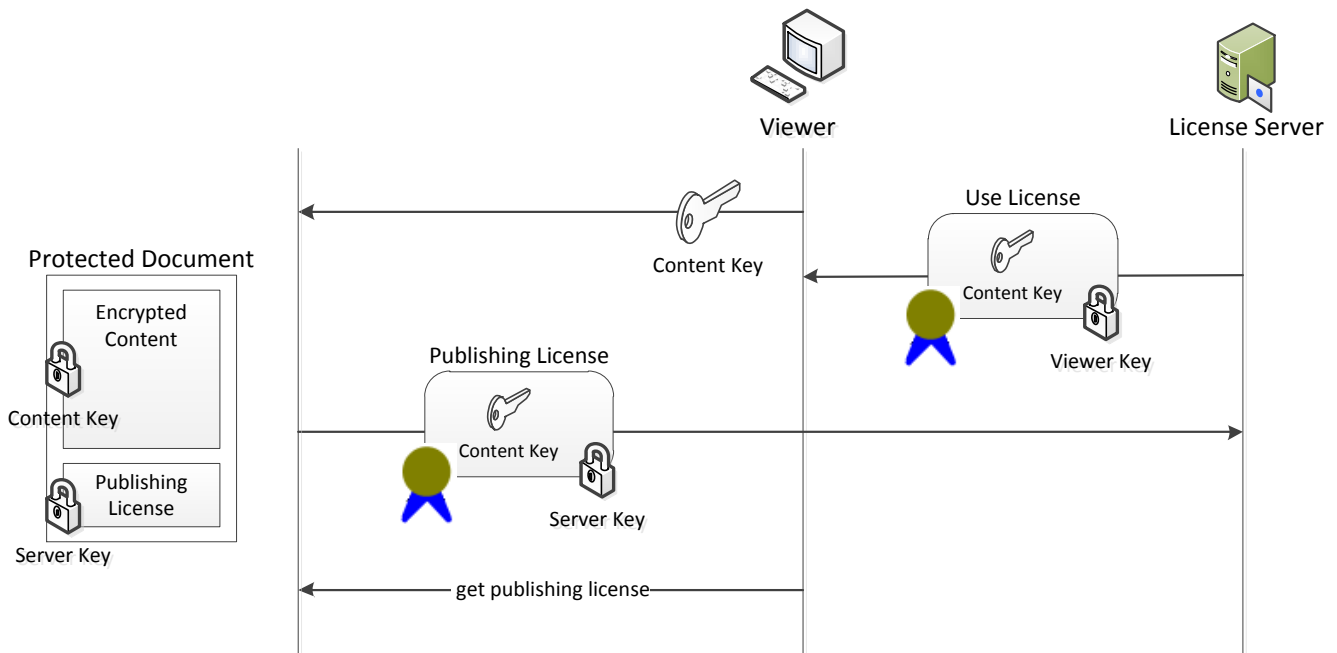 Viewer
License Server
Use License
Content Key
Content Key
Viewer Key
Protected Document
Encrypted
Content
Content Key
Publishing
License
Server Key
Publishing License
Content Key
Server Key
get publishing license